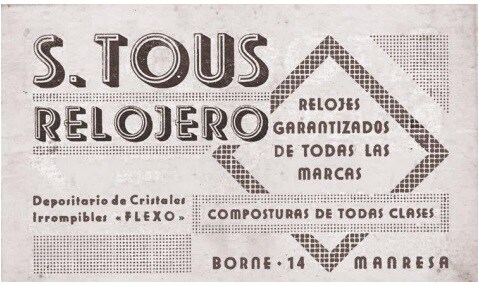 S. TOUS
RELOJERO
RELOJES
GARANTIZADOS
DE TODAS LAS
MARCAS
Depositario de Cristales
Irrompibles «FLEXO»
COMPOSTURAS DE TODAS CLASES
BORNE - 14 MANRESA